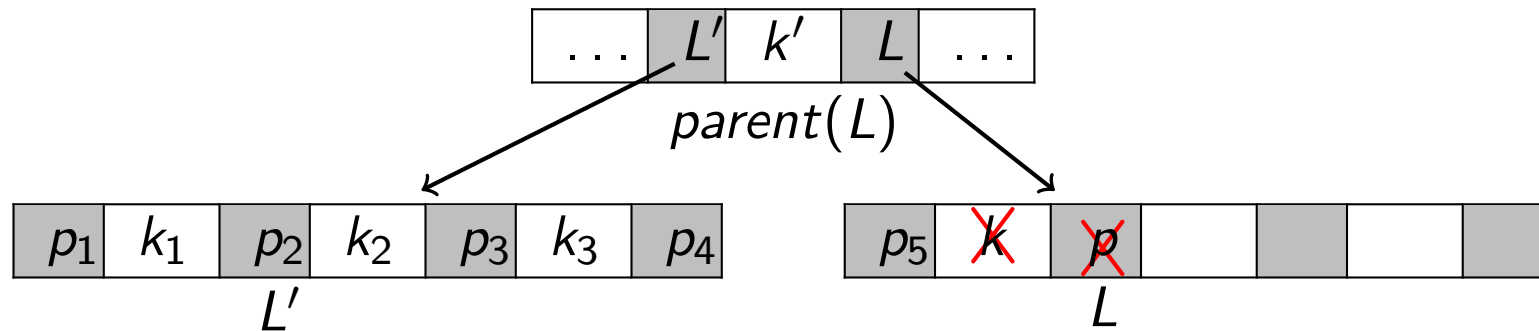 ... L′ k′ L ...
parent(L)
p₁ k₁ p₂ k₂ p₃ k₃ p₄ p₅ k p
L′ L